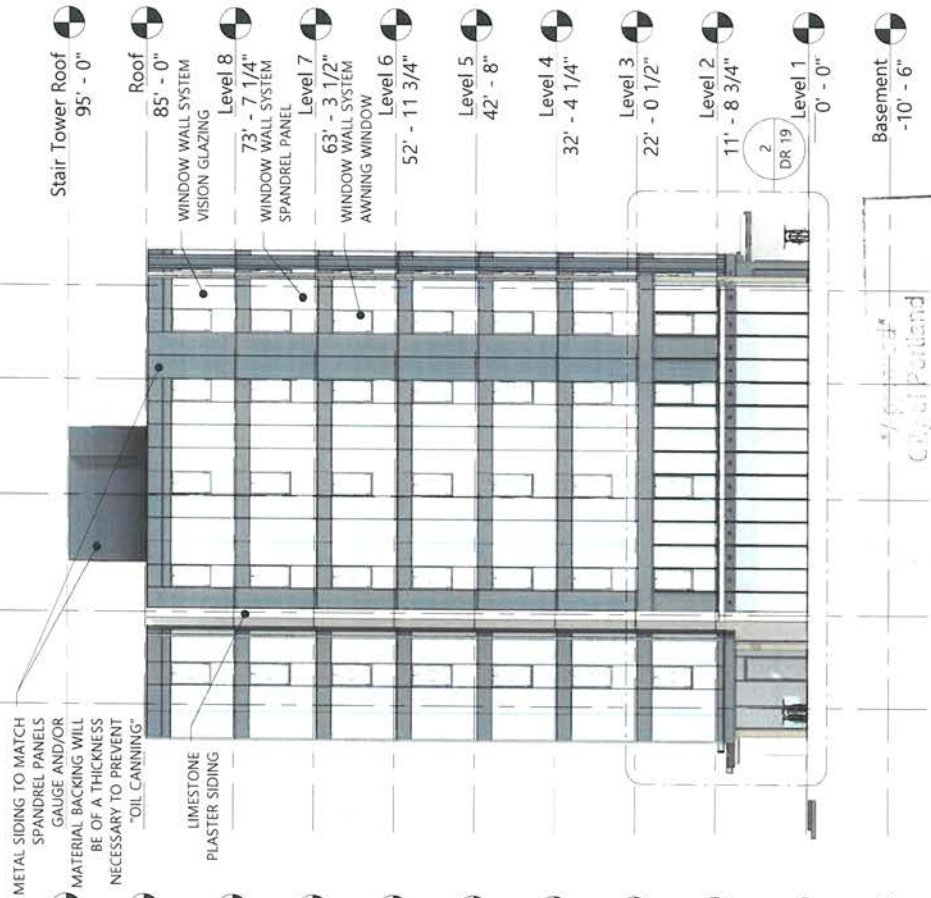 METAL SIDING TO MATCH
SPANDREL PANELS
GAUGE AND/OR
MATERIAL BACKING WILL
BE OF A THICKNESS
NECESSARY TO PREVENT
"OIL CANNING"
LIMESTONE
PLASTER SIDING
Stair Tower Roof
95' - 0"
Roof
85' - 0"
WINDOW WALL SYSTEM
VISION GLAZING
Level 8
73' - 7 1/4"
WINDOW WALL SYSTEM
SPANDREL PANEL
Level 7
63' - 3 1/2"
WINDOW WALL SYSTEM
AWNING WINDOW
Level 6
52' - 11 3/4"
Level 5
42' - 8"
Level 4
32' - 4 1/4"
Level 3
22' - 0 1/2"
Level 2
11' - 8 3/4"
2
DR 19
Level 1
0' - 0"
Basement
-10' - 6"
City of Portland